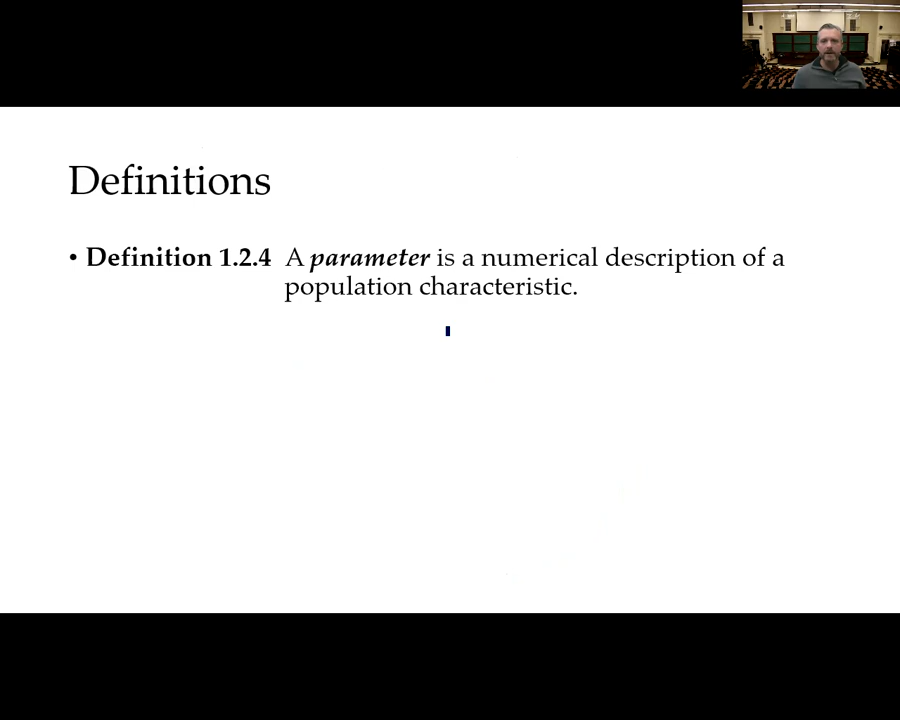 Definitions
• Definition 1.2.4 A parameter is a numerical description of a
population characteristic.